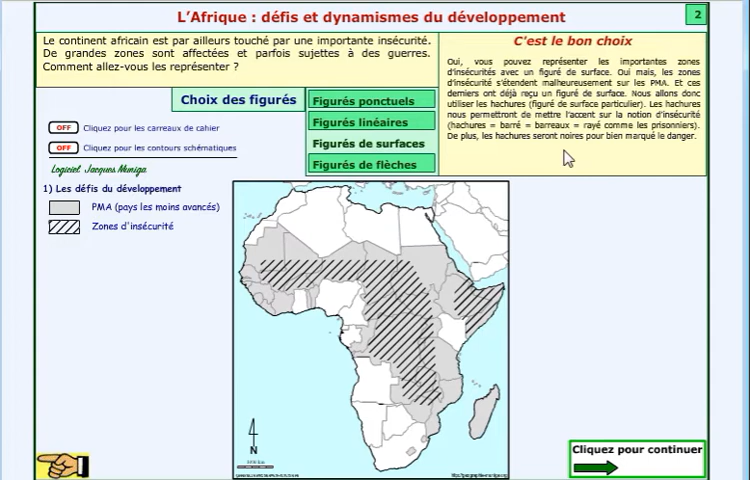 L’Afrique : défis et dynamismes du développement
2
Le continent africain est par ailleurs touché par une importante insécurité.
De grandes zones sont affectées et parfois sujettes à des guerres.
Comment allez-vous les représenter ?
C'est le bon choix
Oui, vous pouvez représenter les importantes zones
d’insécurités avec un figuré de surface. Oui mais, les zones
d’insécurité s’étendent malheureusement sur les PMA. Et ces
derniers ont déjà reçu un figuré de surface. Nous allons donc
utiliser les hachures (figuré de surface particulier). Les hachures
nous permettront de mettre l’accent sur la notion d’insécurité
(hachures = barré = barreaux = rayé comme les prisonniers).
De plus, les hachures seront noires pour bien marqué le danger.
Choix des figurés
Figurés ponctuels
Figurés linéaires
Figurés de surfaces
Figurés de flèches
OFF Cliquez pour les carreaux de cahier
OFF Cliquez pour les contours schématiques
Logiciel Jacques Muniga
1) Les défis du développement
PMA (pays les moins avancés)
Zones d'insécurité
N
Cliquez pour continuer